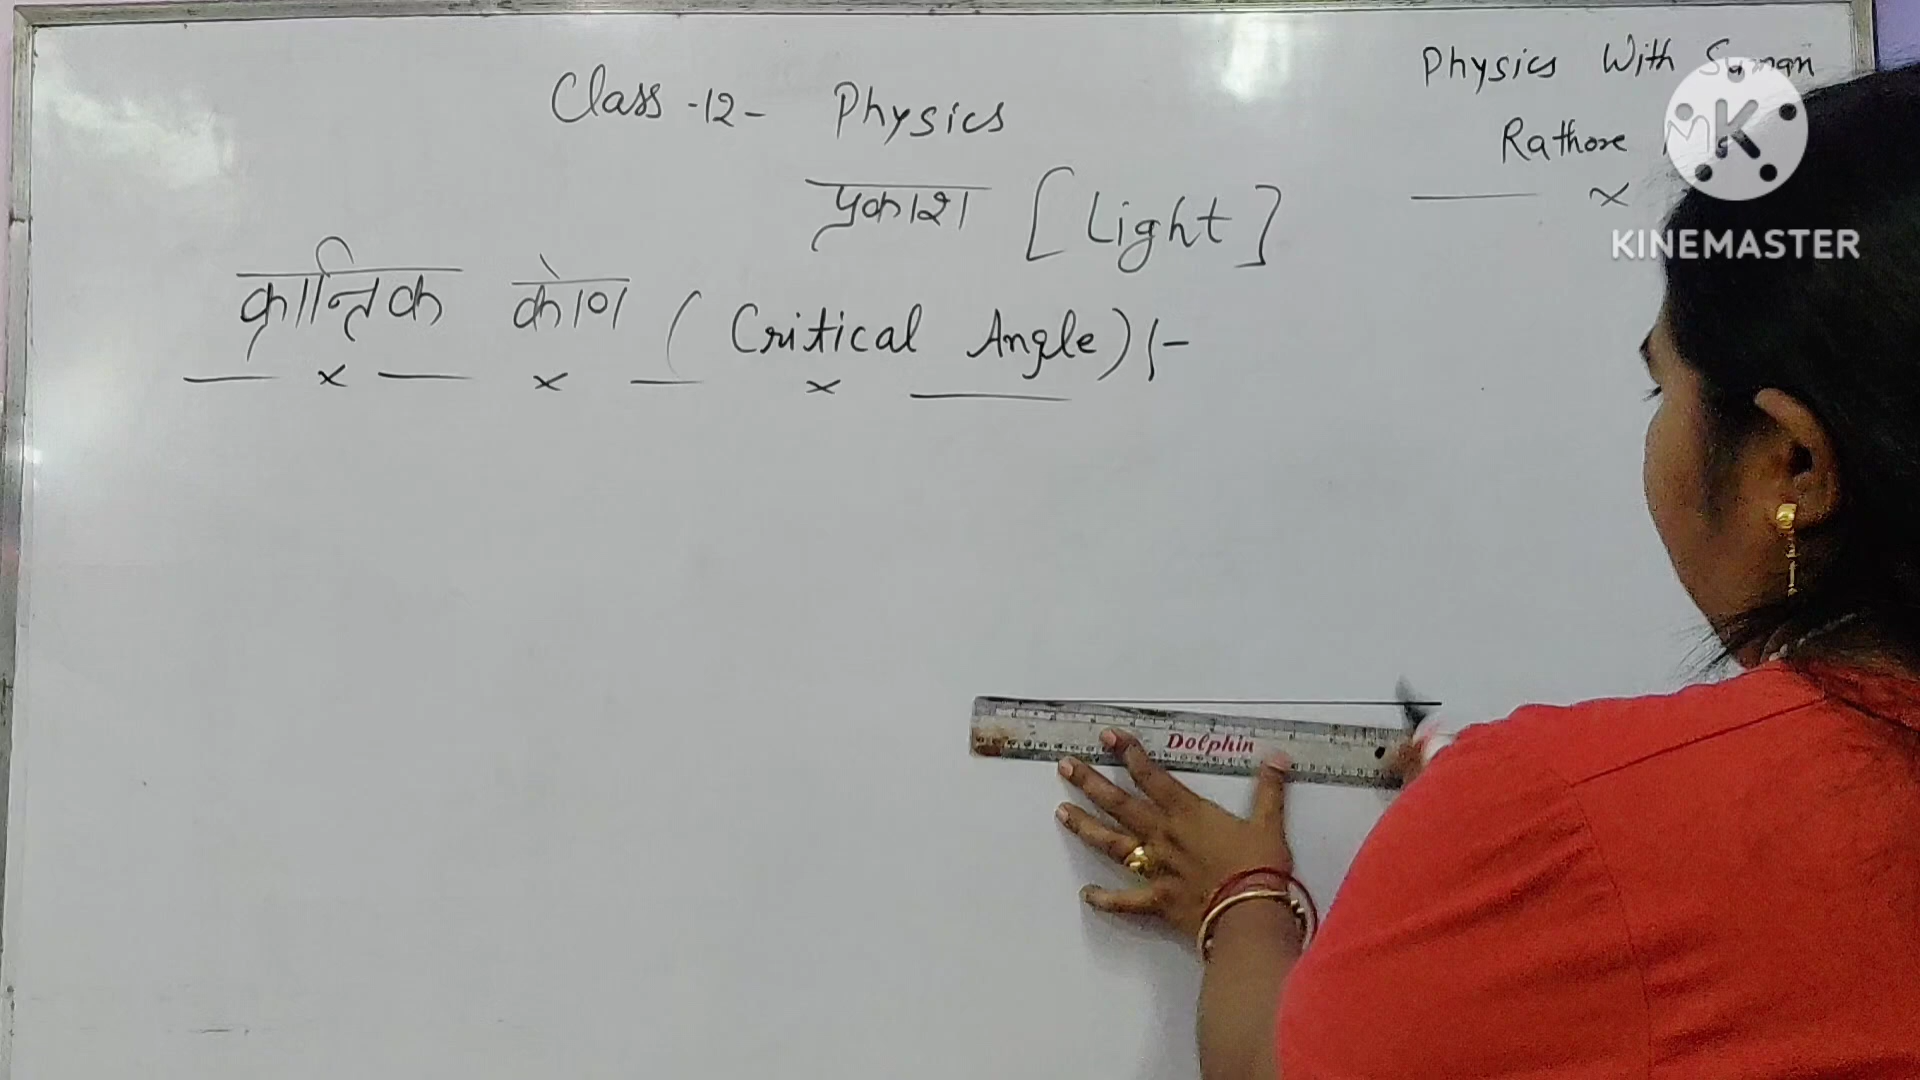 Physics With Suman
Rathore
KINEMASTER
Class -12- Physics
प्रकाश [Light]
क्रान्तिक कोण (Critical Angle) :-
Dolphin